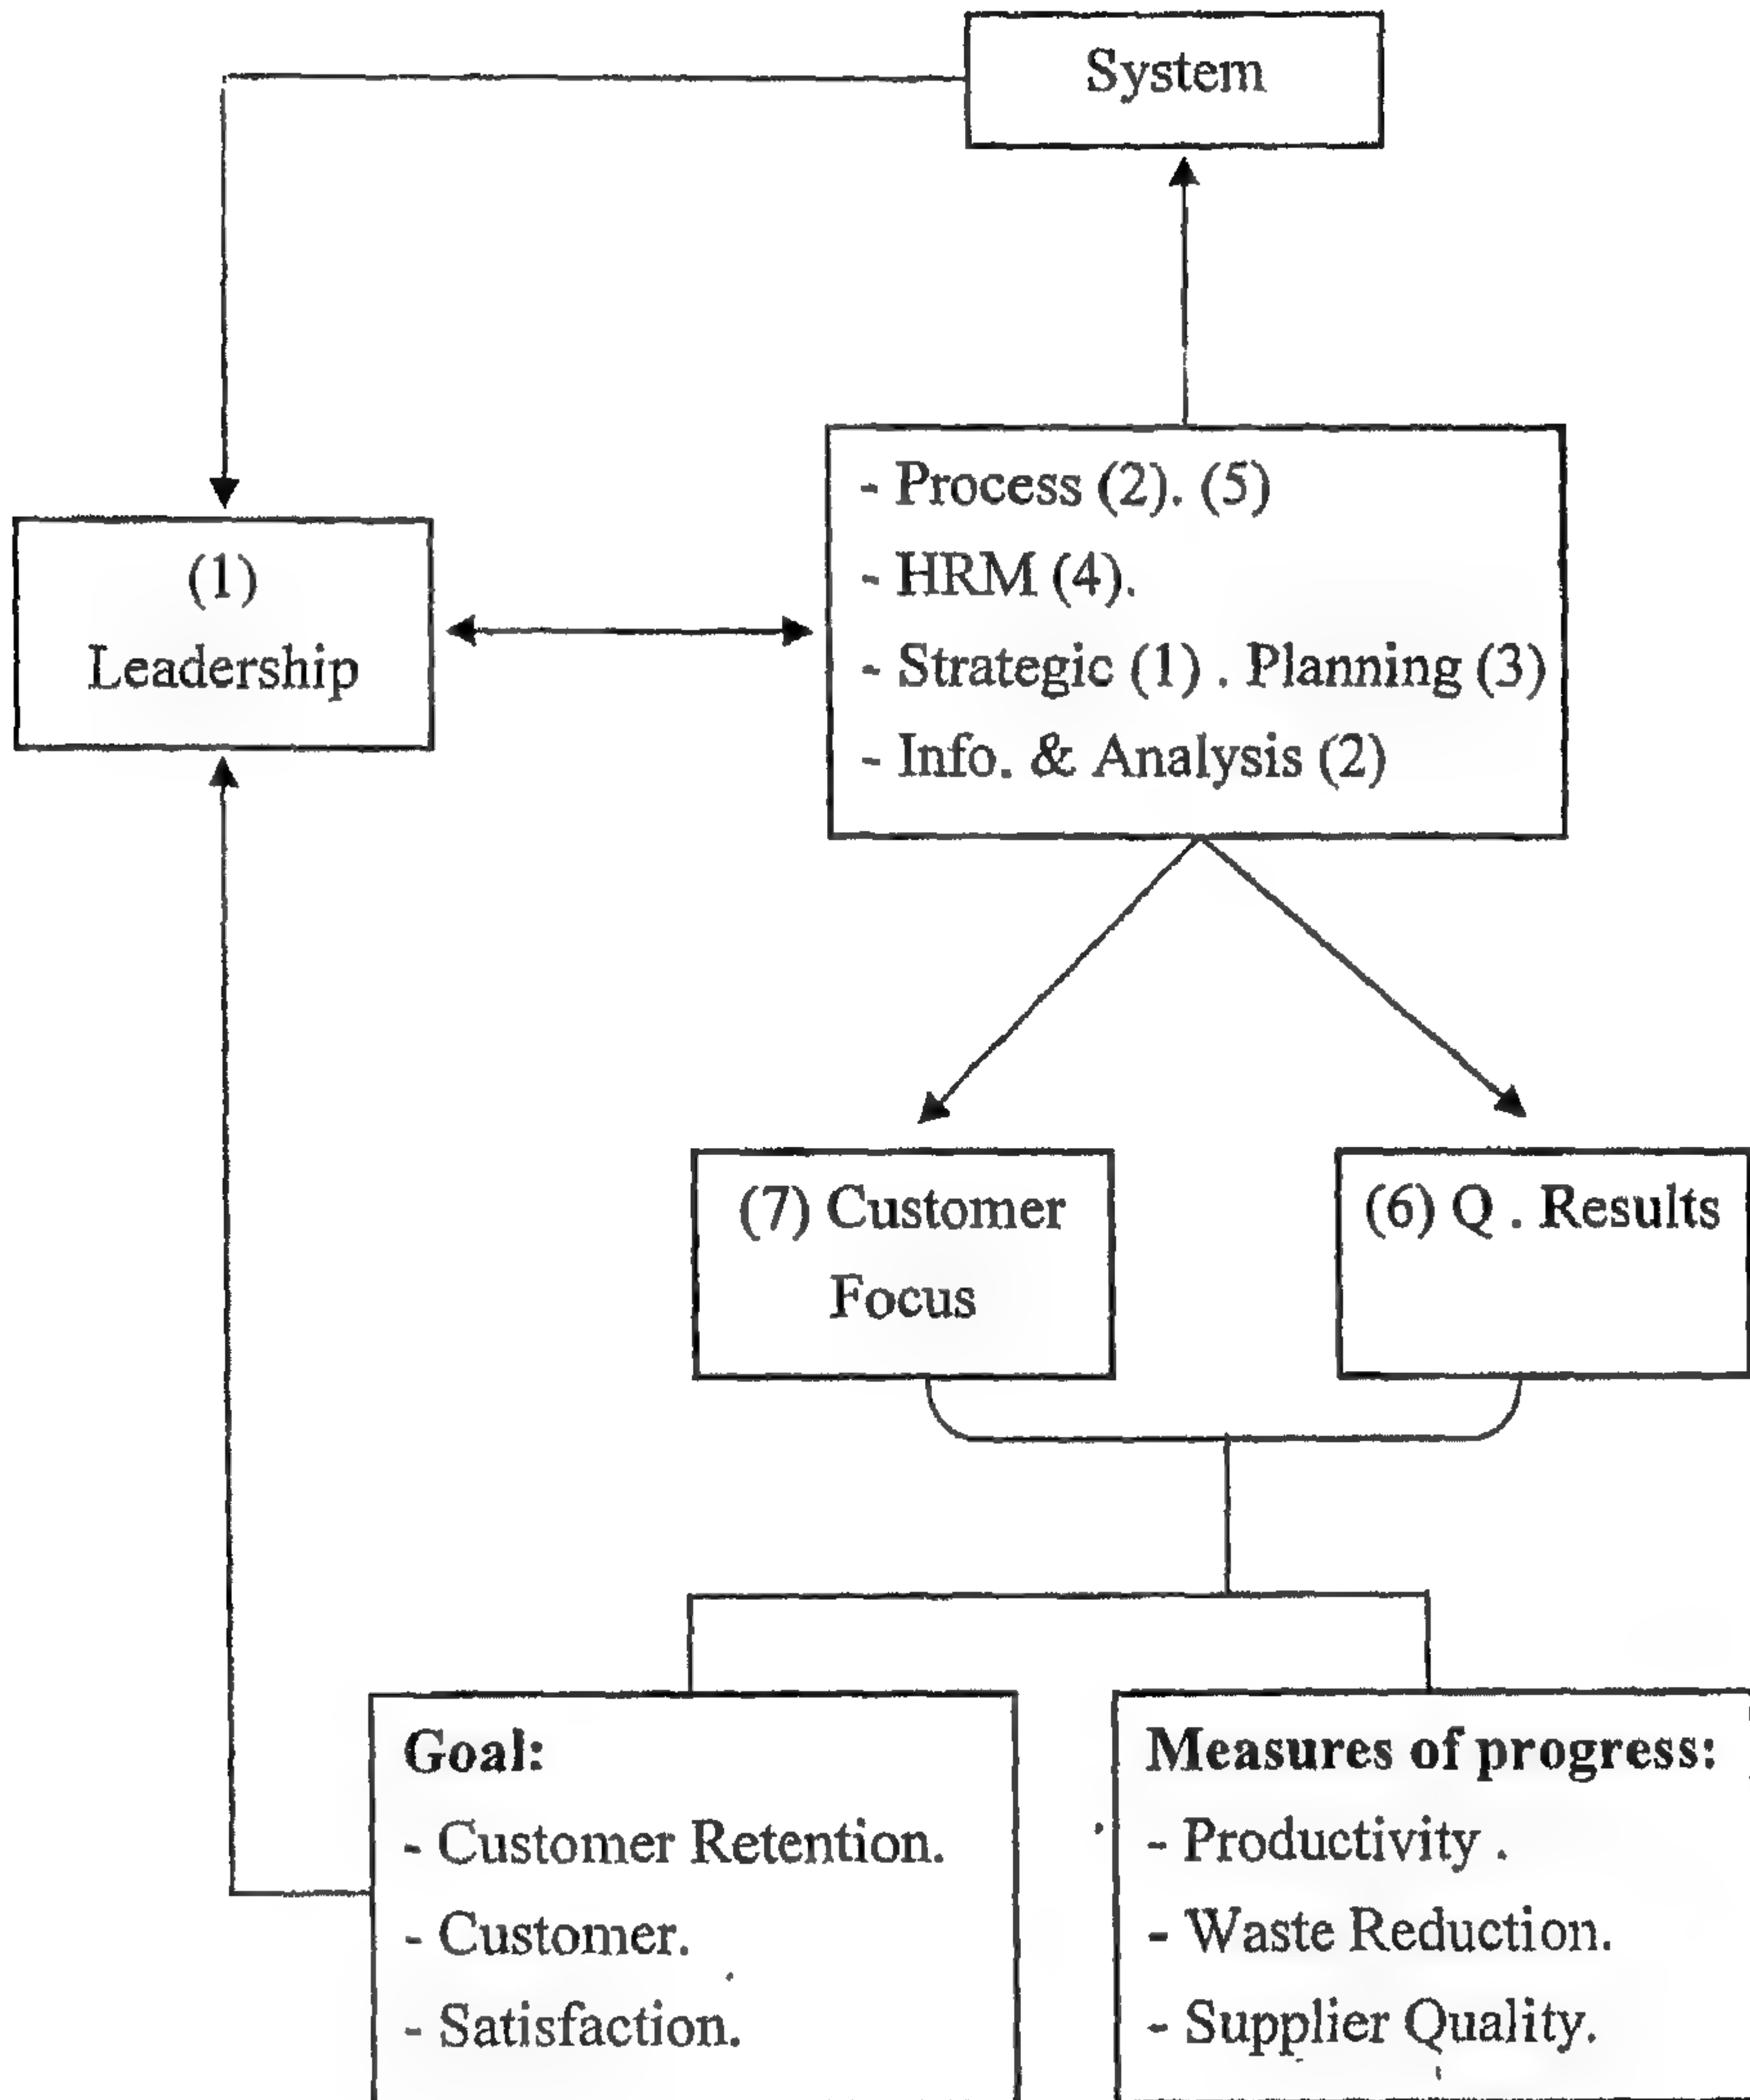 System
- Process (2). (5)
- HRM (4).
- Strategic (1) . Planning (3)
- Info. & Analysis (2)
(1)
Leadership
(7) Customer
Focus
(6) Q . Results
Goal:
- Customer Retention.
- Customer.
- Satisfaction.
Measures of progress:
- Productivity .
- Waste Reduction.
- Supplier Quality.